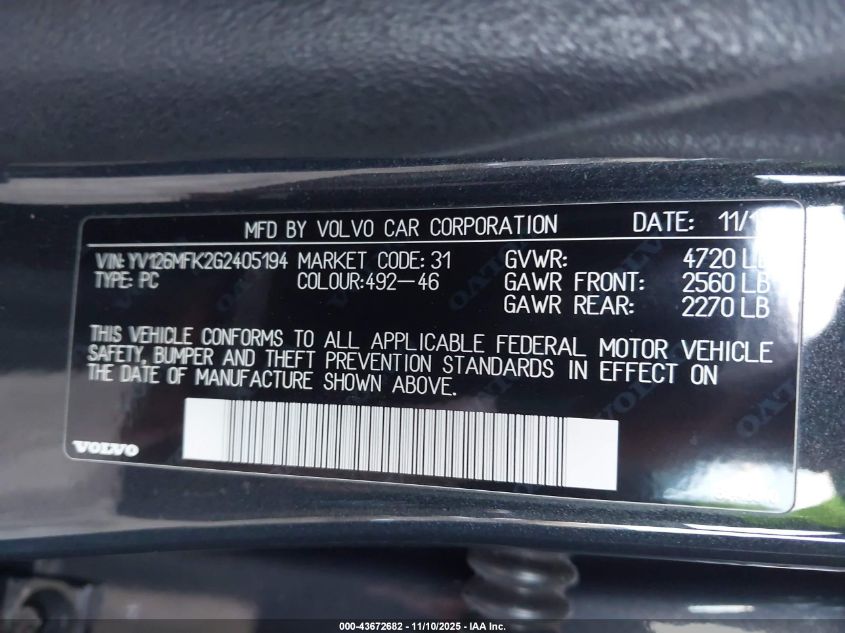 MFD BY VOLVO CAR CORPORATION DATE: 11/1
VIN: YV126MFK2G2405194 MARKET CODE: 31 GVWR: 4720 LB
TYPE: PC COLOUR:492-46 GAWR FRONT: 2560 LB
GAWR REAR: 2270 LB
THIS VEHICLE CONFORMS TO ALL APPLICABLE FEDERAL MOTOR VEHICLE
SAFETY, BUMPER AND THEFT PREVENTION STANDARDS IN EFFECT ON
THE DATE OF MANUFACTURE SHOWN ABOVE.
VOLVO
000-43672682 - 11/10/2025 - IAA Inc.